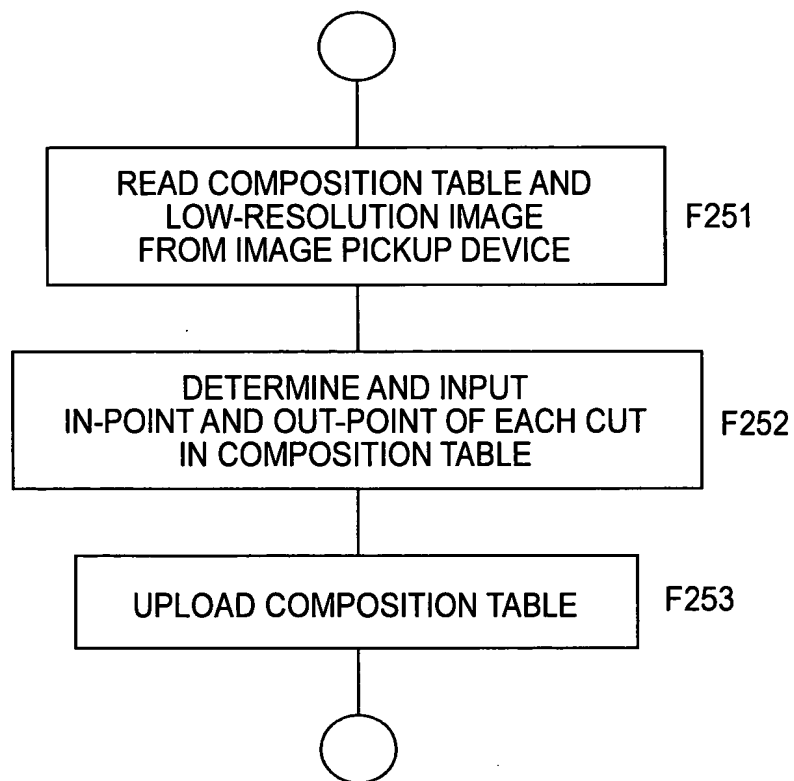 READ COMPOSITION TABLE AND
LOW-RESOLUTION IMAGE
FROM IMAGE PICKUP DEVICE
F251
DETERMINE AND INPUT
IN-POINT AND OUT-POINT OF EACH CUT
IN COMPOSITION TABLE
F252
UPLOAD COMPOSITION TABLE
F253